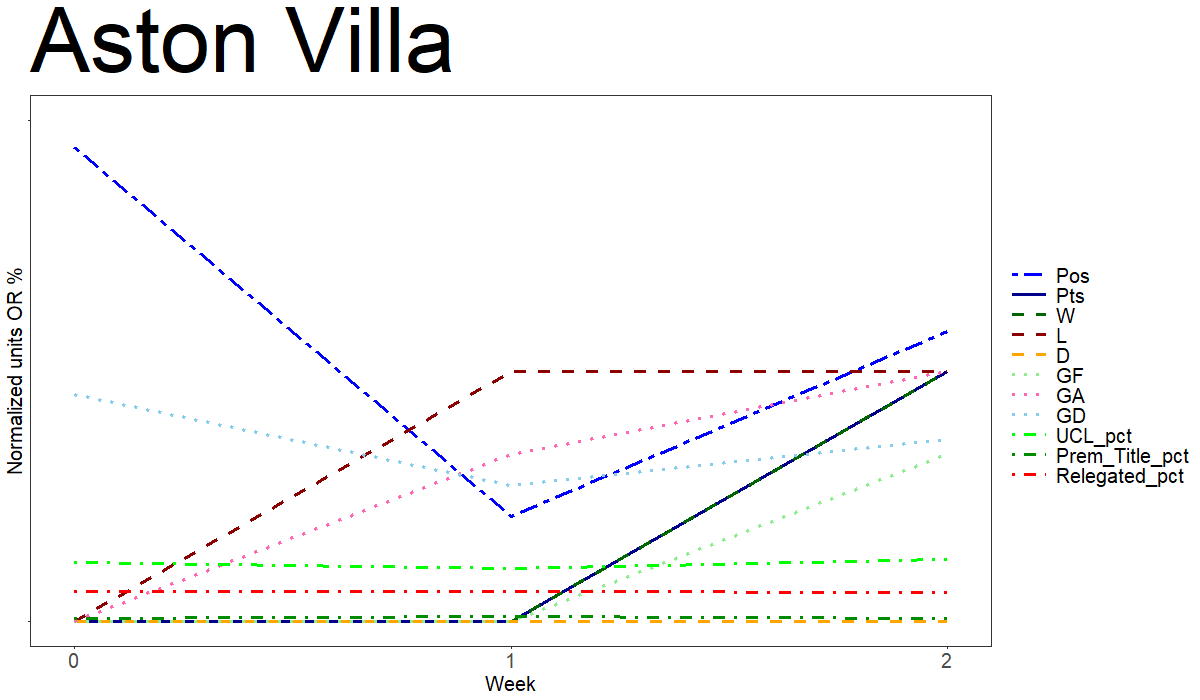 Aston Villa
Normalized units OR %
Pos
Pts
W
L
D
GF
GA
GD
UCL_pct
Prem_Title_pct
Relegated_pct
0 1 2
Week